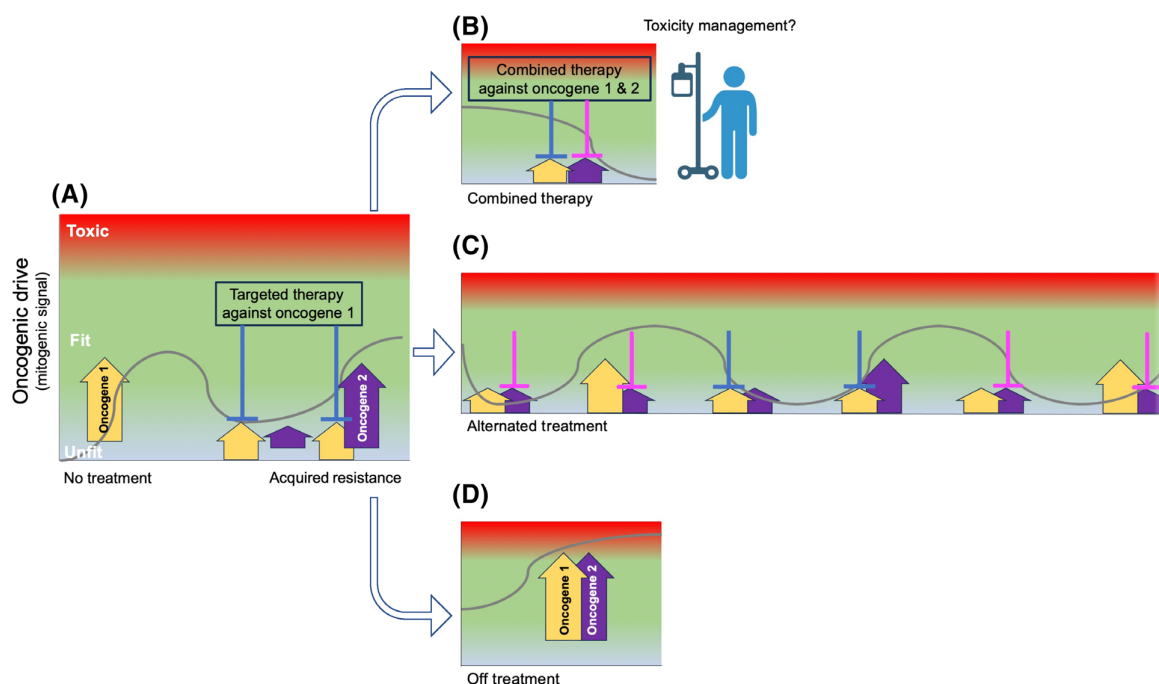 (A)
Oncogenic drive
(mitogenic signal)
Toxic
Fit
Unfit
Targeted therapy
against oncogene 1
Oncogene 1
Oncogene 2
No treatment
Acquired resistance
(B)
Toxicity management?
Combined therapy
against oncogene 1 & 2
Combined therapy
(C)
Alternated treatment
(D)
Oncogene 1
Oncogene 2
Off treatment